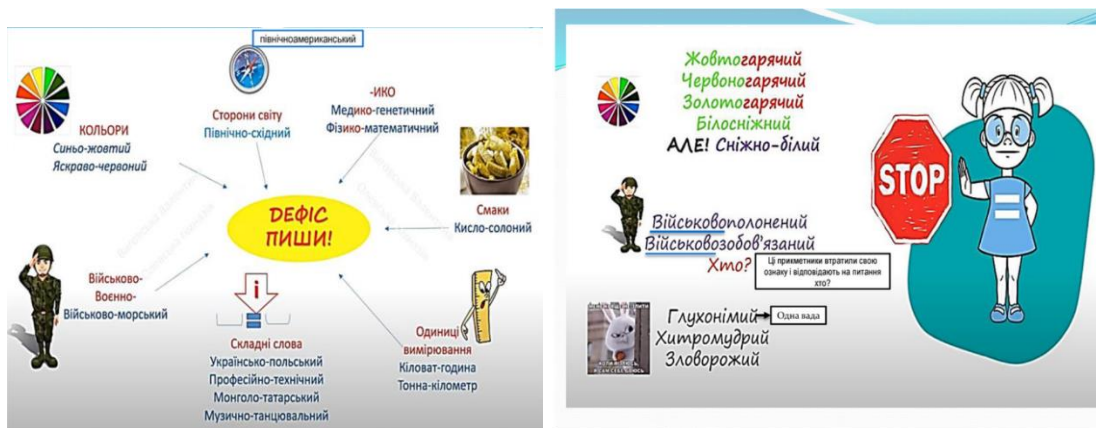 північноамериканський
КОЛЬОРИ
Синьо-жовтий
Яскраво-червоний
Сторони світу
Північно-східний
-ИКО
Медико-генетичний
Фізико-математичний
Смаки
Кисло-солоний
ДЕФІС
ПИШИ!
Військово-
Воєнно-
Військово-морський
і
Складні слова
Українсько-польський
Професійно-технічний
Монголо-татарський
Музично-танцювальний
Одиниці
вимірювання
Кіловат-година
Тонна-кілометр
Жовтогарячий
Червоногарячий
Золотогарячий
Білосніжний
АЛЕ! Сніжно-білий
STOP
Військовополонений
Військовозобов'язаний
Хто?
Ці прикметники втратили свою
ознаку і відповідають на питання
хто?
Глухонімий
Одна вада
Хитромудрий
Зловорожий